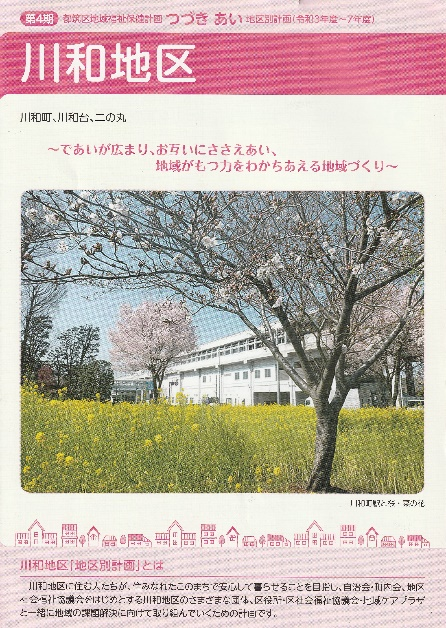 第4期 都筑区地域福祉保健計画 つづき あい 地区別計画(令和3年度～7年度)
川和地区
川和町、川和台、二の丸
～であいが広まり、お互いにささえあい、
地域がもつ力をわかちあえる地域づくり～
川和町駅と桜・菜の花
川和地区「地区別計画」とは
川和地区に住む人たちが、住みなれたこのまちで安心して暮らせることを目指し、自治会・町内会、地区
社会福祉協議会をはじめとする川和地区のさまざまな団体、区役所・区社会福祉協議会・地域ケアプラザ
と一緒に地域の課題解決に向けて取り組んでいくための計画です。